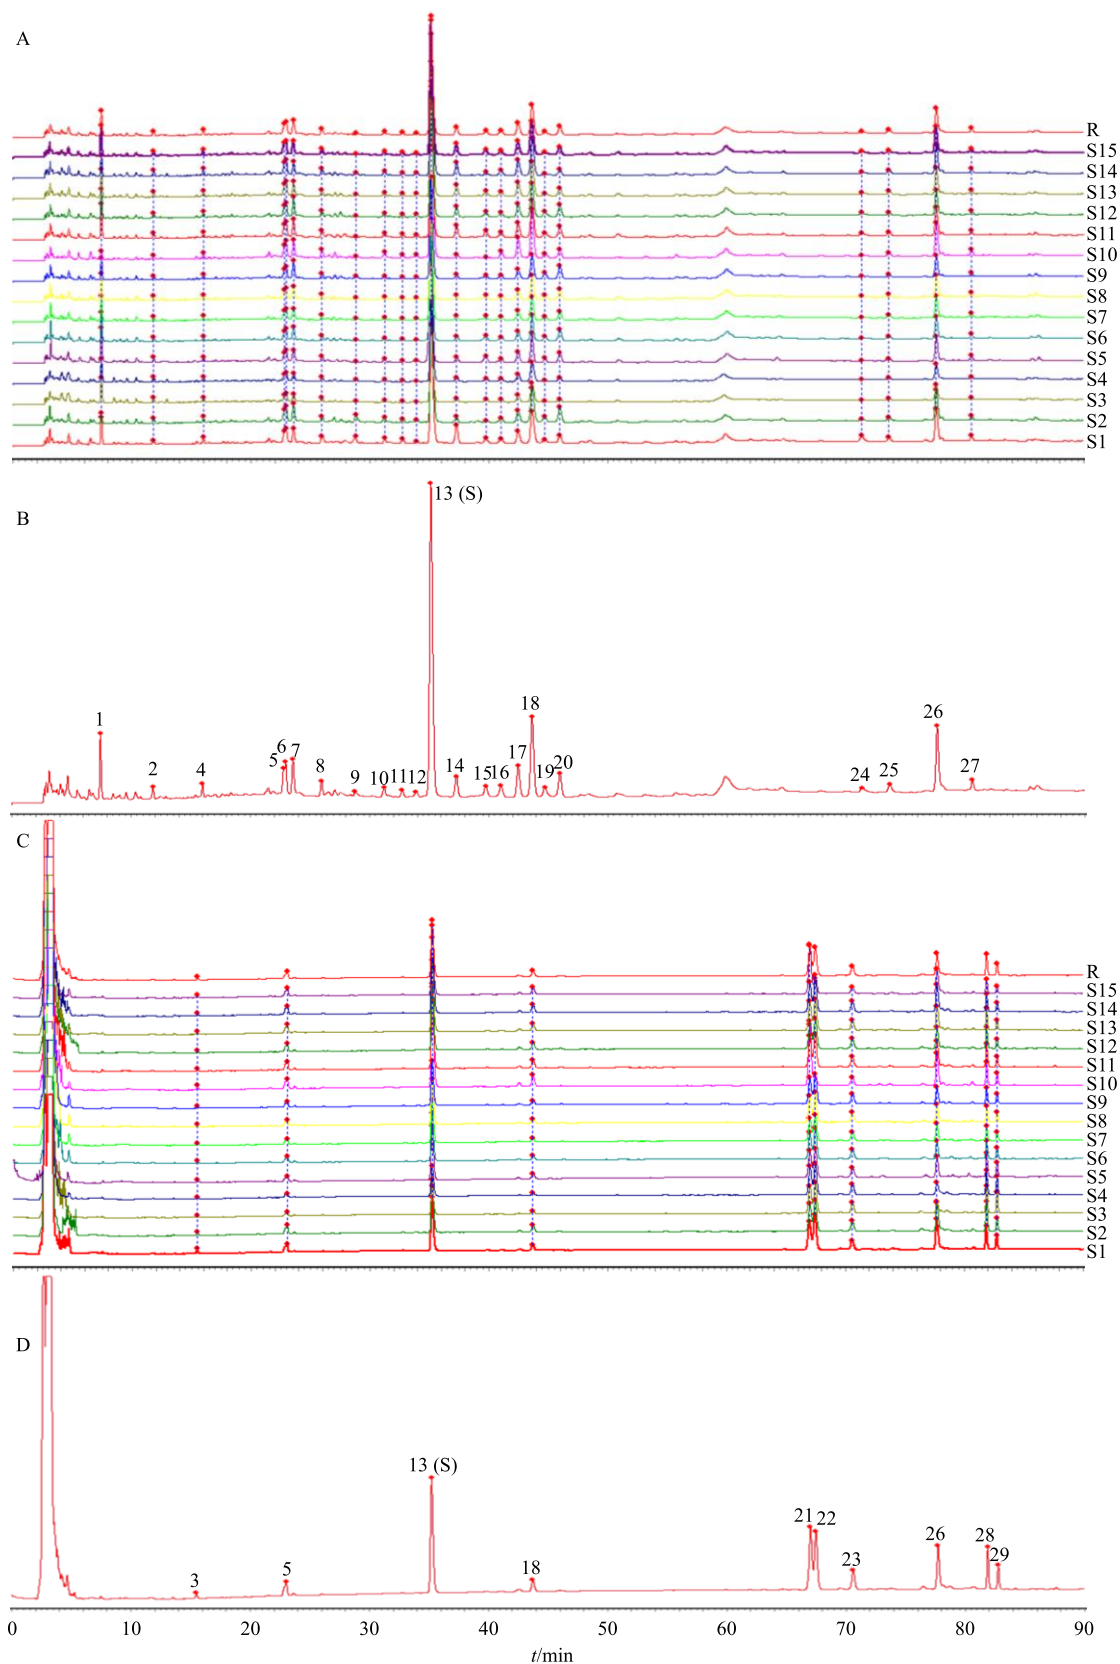 A
R
S15
S14
S13
S12
S11
S10
S9
S8
S7
S6
S5
S4
S3
S2
S1
B
13 (S)
1
2
4
5
6
7
8
9
10
11
12
14
15
16
17
18
19
20
24
25
26
27
C
R
S15
S14
S13
S12
S11
S10
S9
S8
S7
S6
S5
S4
S3
S2
S1
D
13 (S)
3
5
18
21
22
23
26
28
29
0 10 20 30 40 50 60 70 80 90
t/min